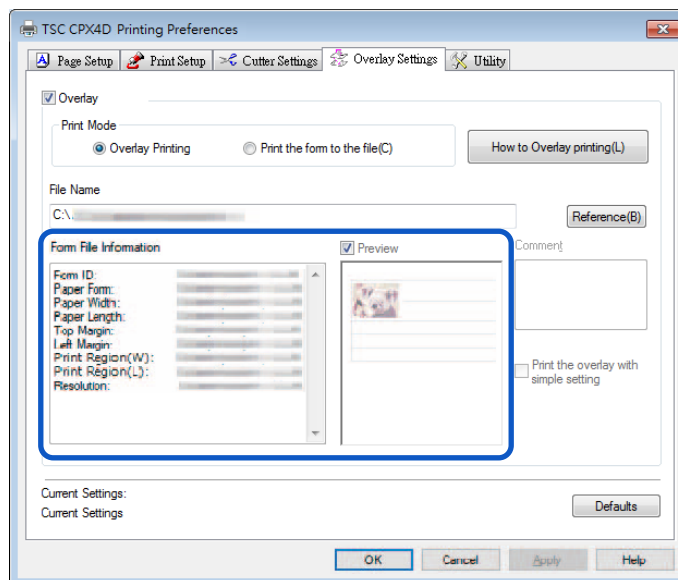 TSC CPX4D Printing Preferences
Page Setup Print Setup Cutter Settings Overlay Settings Utility
Overlay
Print Mode
Overlay Printing Print the form to the file(C) How to Overlay printing(L)
File Name
C:\. Reference(B)
Form File Information Preview Comment
Form ID:
Paper Form:
Paper Width:
Paper Length:
Top Margin:
Left Margin:
Print Region(W):
Print Region(L):
Resolution:
Print the overlay with
simple setting
Current Settings:
Current Settings Defaults
OK Cancel Apply Help